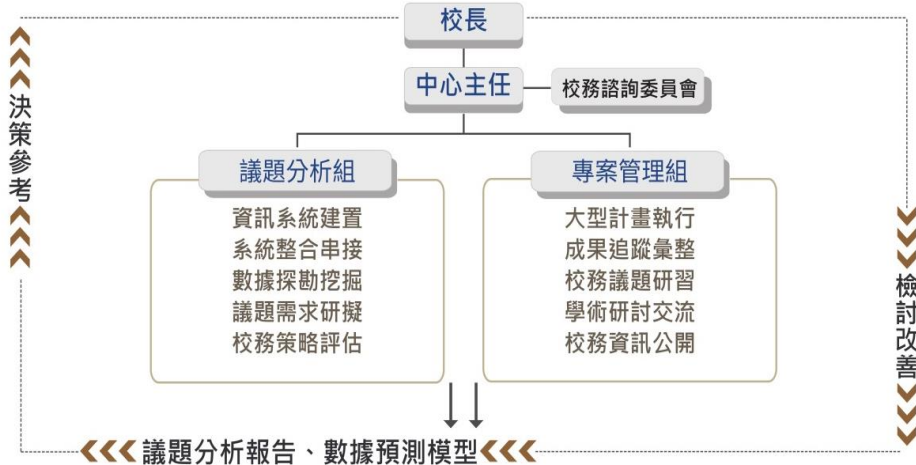 校長
中心主任
校務諮詢委員會
決策參考
議題分析組
資訊系統建置
系統整合串接
數據探勘挖掘
議題需求研擬
校務策略評估
專案管理組
大型計畫執行
成果追蹤彙整
校務議題研習
學術研討交流
校務資訊公開
檢討改善
議題分析報告、數據預測模型